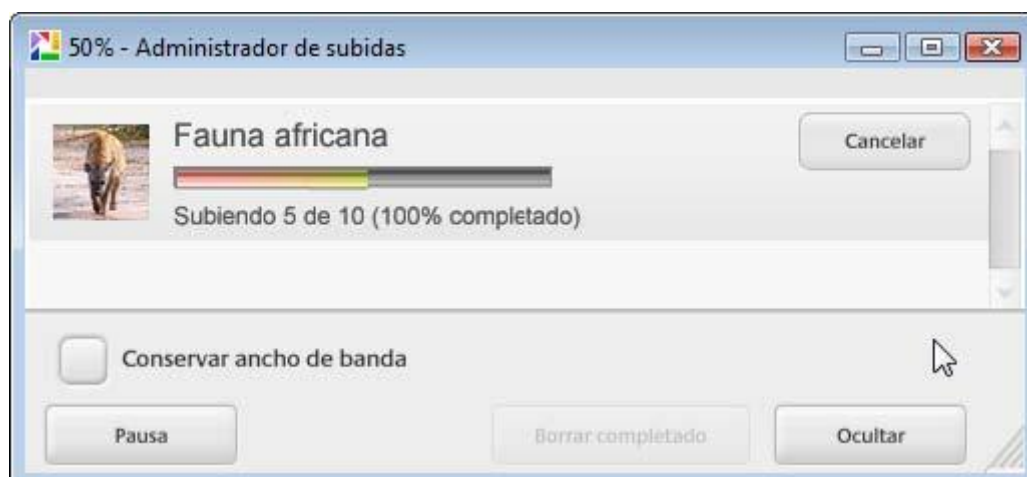 50% - Administrador de subidas
Fauna africana
Cancelar
Subiendo 5 de 10 (100% completado)
Conservar ancho de banda
Pausa
Borrar completado
Ocultar